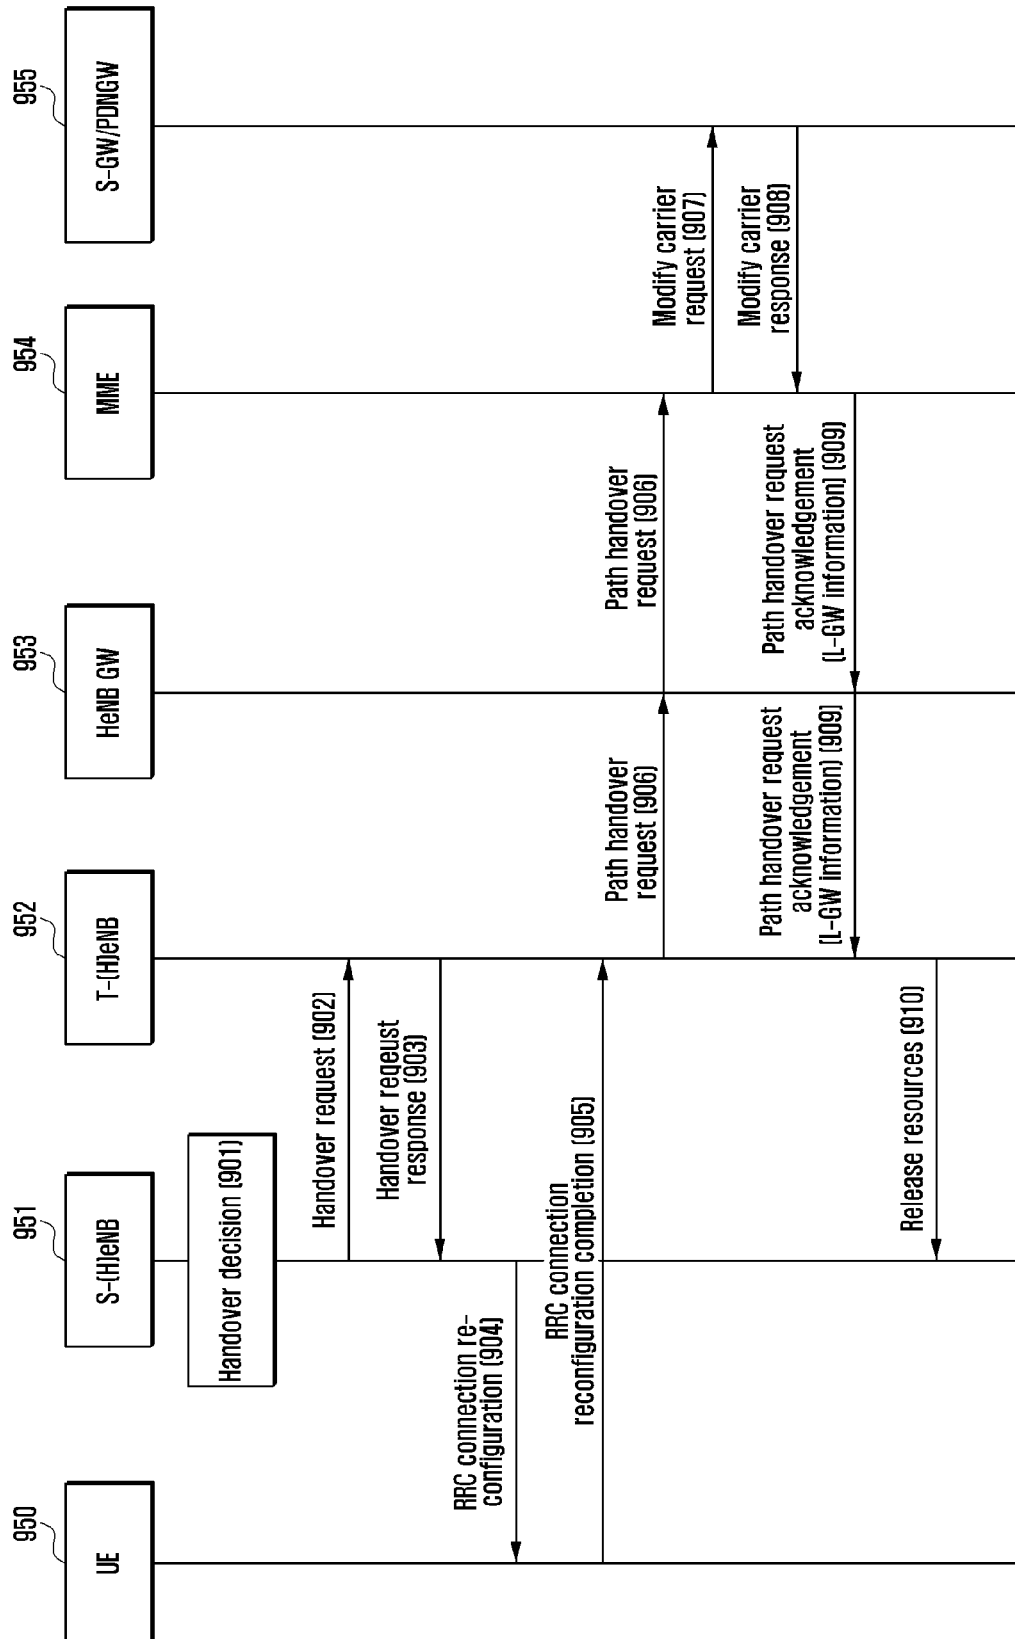 950
951
952
953
954
955
UE
S-(H)eNB
T-(H)eNB
HeNB GW
MME
S-GW/PDNGW
Handover decision (901)
Handover request (902)
Handover reqeust
response (903)
RRC connection re-
configuration (904)
RRC connection
reconfiguration completion (905)
Path handover
request (906)
Path handover
request (906)
Modify carrier
request (907)
Modify carrier
response (908)
Path handover request
acknowledgement
(L-GW information) (909)
Path handover request
acknowledgement
(L-GW information) (909)
Release resources (910)